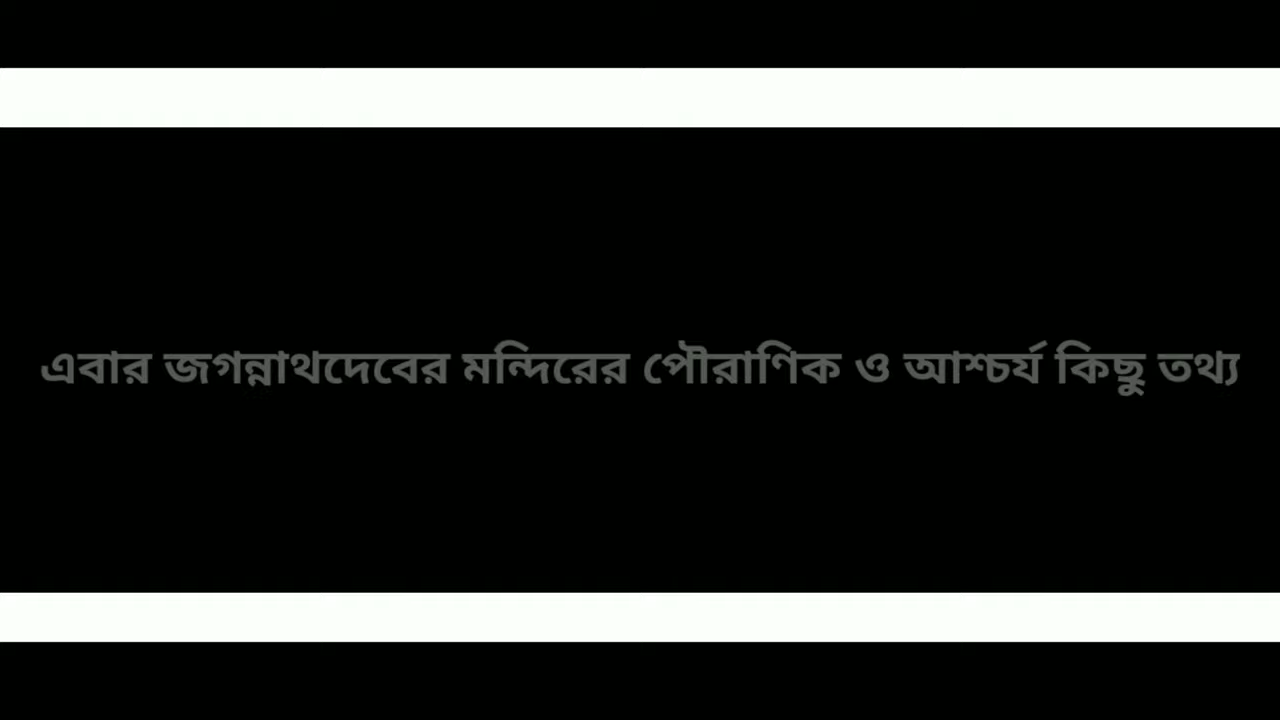 এবার জগন্নাথদেবের মন্দিরের পৌরাণিক ও আশ্চর্য কিছু তথ্য